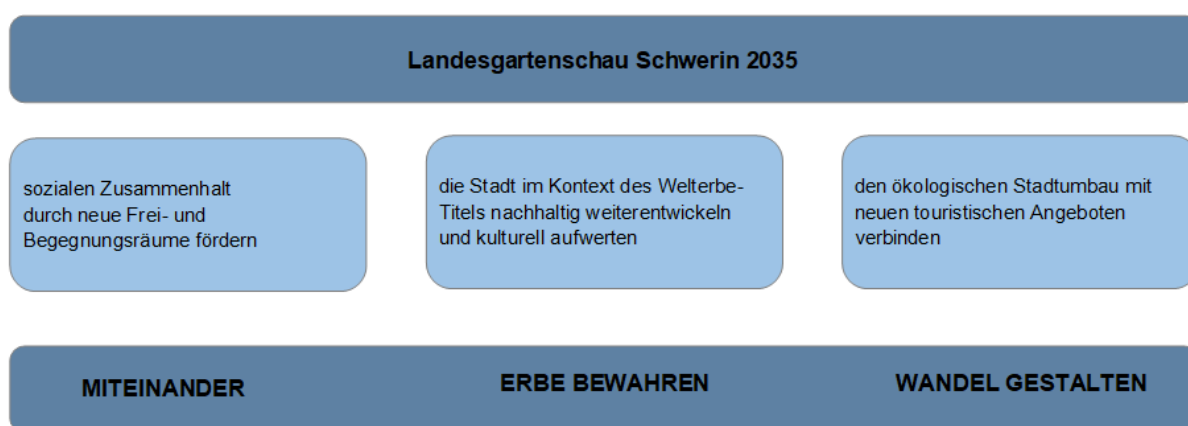 Landesgartenschau Schwerin 2035
sozialen Zusammenhalt
durch neue Frei- und
Begegnungsräume fördern
die Stadt im Kontext des Welterbe-
Titels nachhaltig weiterentwickeln
und kulturell aufwerten
den ökologischen Stadtumbau mit
neuen touristischen Angeboten
verbinden
MITEINANDER
ERBE BEWAHREN
WANDEL GESTALTEN